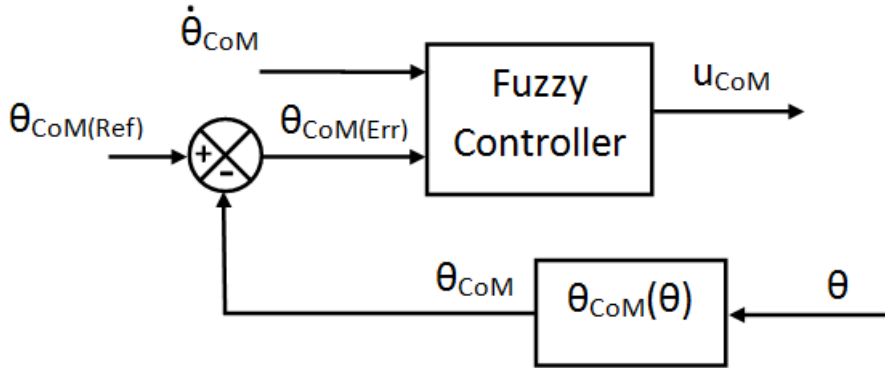 θ̇CoM
Fuzzy
Controller
uCoM
θCoM(Ref)
+
-
θCoM(Err)
θCoM
θCoM(θ)
θ